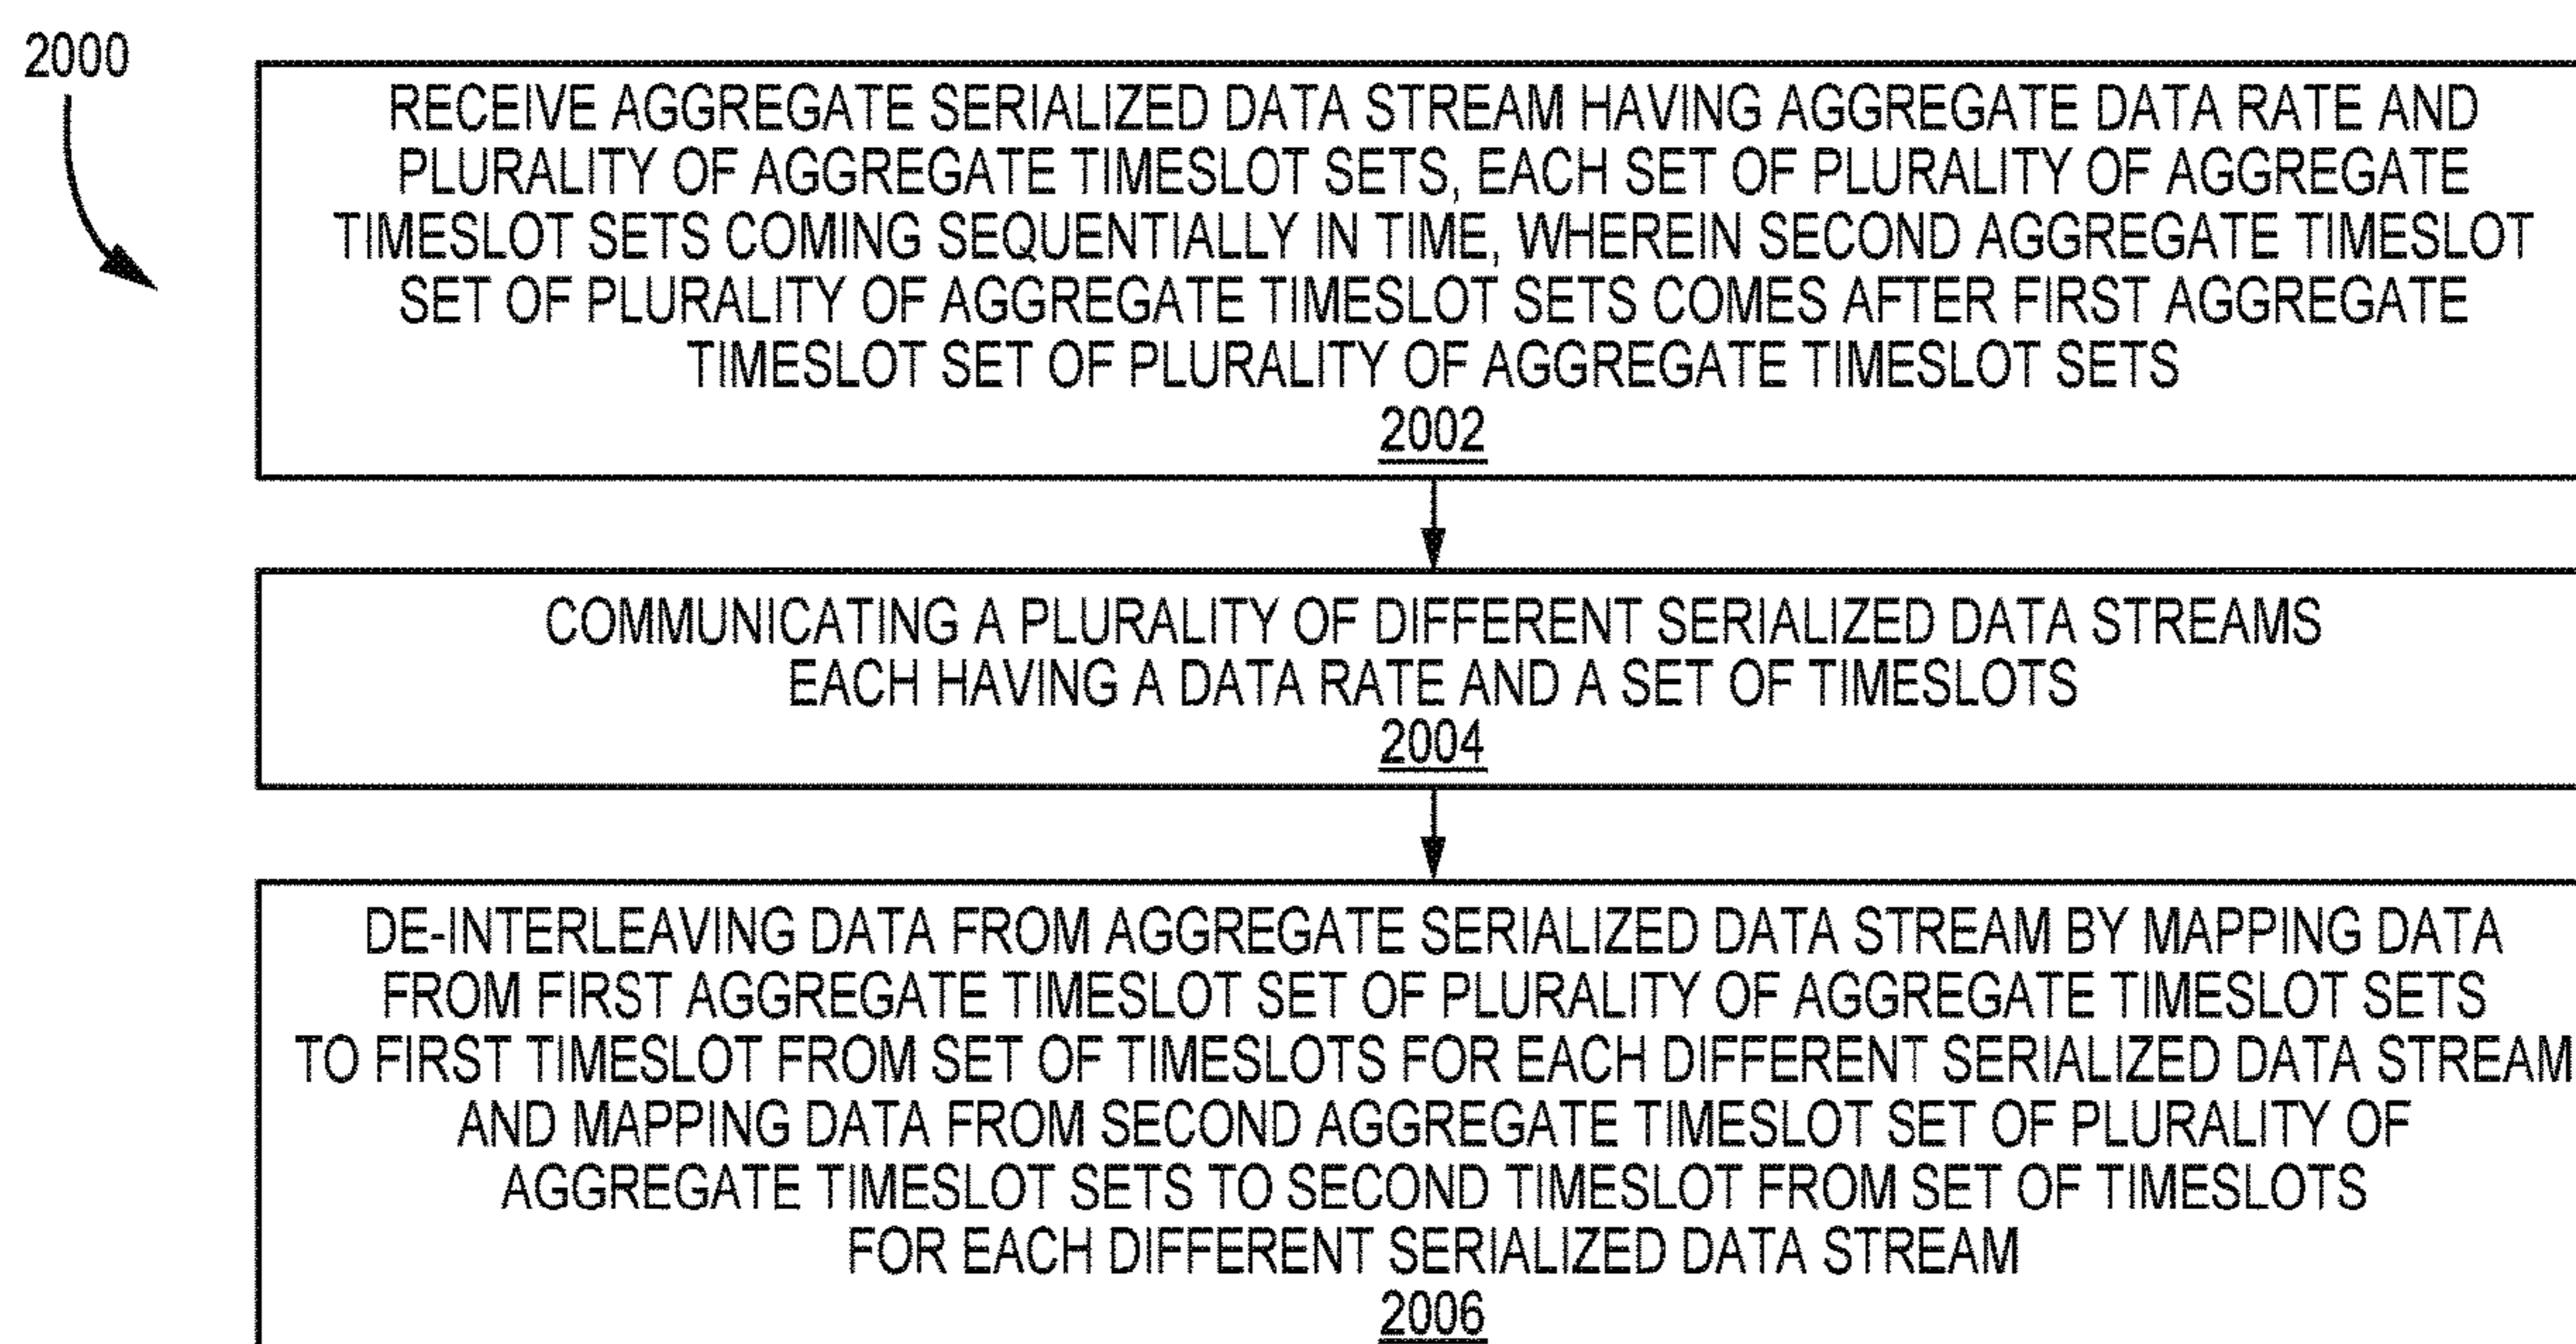 2000
RECEIVE AGGREGATE SERIALIZED DATA STREAM HAVING AGGREGATE DATA RATE AND
PLURALITY OF AGGREGATE TIMESLOT SETS, EACH SET OF PLURALITY OF AGGREGATE
TIMESLOT SETS COMING SEQUENTIALLY IN TIME, WHEREIN SECOND AGGREGATE TIMESLOT
SET OF PLURALITY OF AGGREGATE TIMESLOT SETS COMES AFTER FIRST AGGREGATE
TIMESLOT SET OF PLURALITY OF AGGREGATE TIMESLOT SETS
2002
COMMUNICATING A PLURALITY OF DIFFERENT SERIALIZED DATA STREAMS
EACH HAVING A DATA RATE AND A SET OF TIMESLOTS
2004
DE-INTERLEAVING DATA FROM AGGREGATE SERIALIZED DATA STREAM BY MAPPING DATA
FROM FIRST AGGREGATE TIMESLOT SET OF PLURALITY OF AGGREGATE TIMESLOT SETS
TO FIRST TIMESLOT FROM SET OF TIMESLOTS FOR EACH DIFFERENT SERIALIZED DATA STREAM
AND MAPPING DATA FROM SECOND AGGREGATE TIMESLOT SET OF PLURALITY OF
AGGREGATE TIMESLOT SETS TO SECOND TIMESLOT FROM SET OF TIMESLOTS
FOR EACH DIFFERENT SERIALIZED DATA STREAM
2006